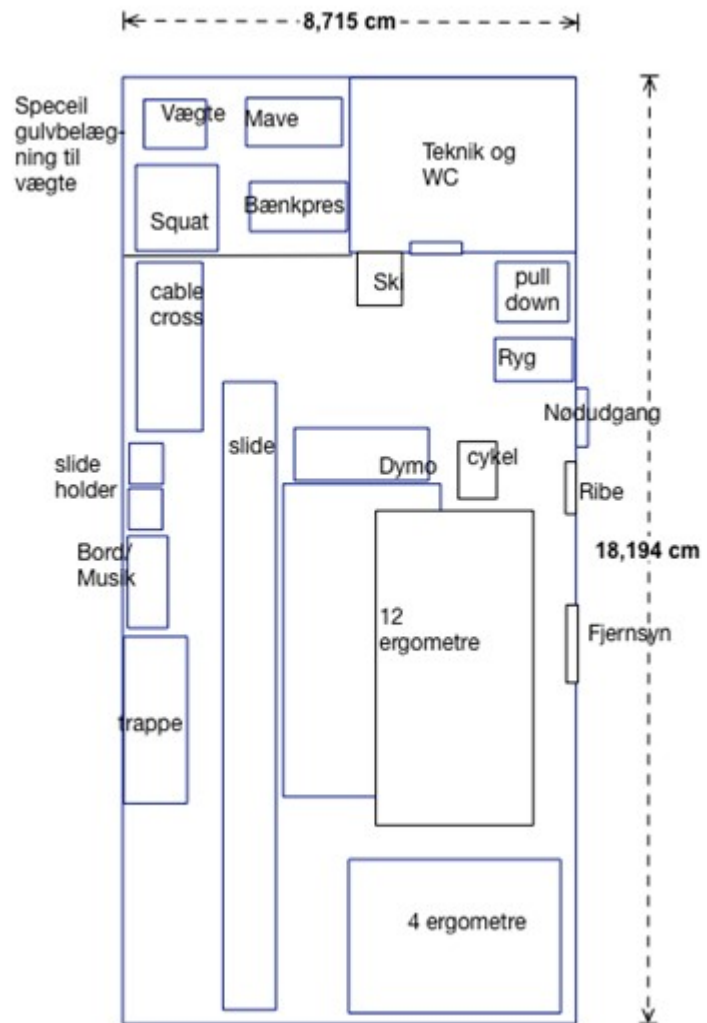 8,715 cm
Speceil
gulvbelæg-
ning til
vægte
Vægte
Mave
Teknik og
WC
Squat
Bænkpres
cable
cross
Ski
pull
down
Ryg
Nødudgang
slide
holder
slide
Dymo
cykel
Ribe
Bord/
Musik
18,194 cm
12
ergometre
Fjernsyn
trappe
4 ergometre